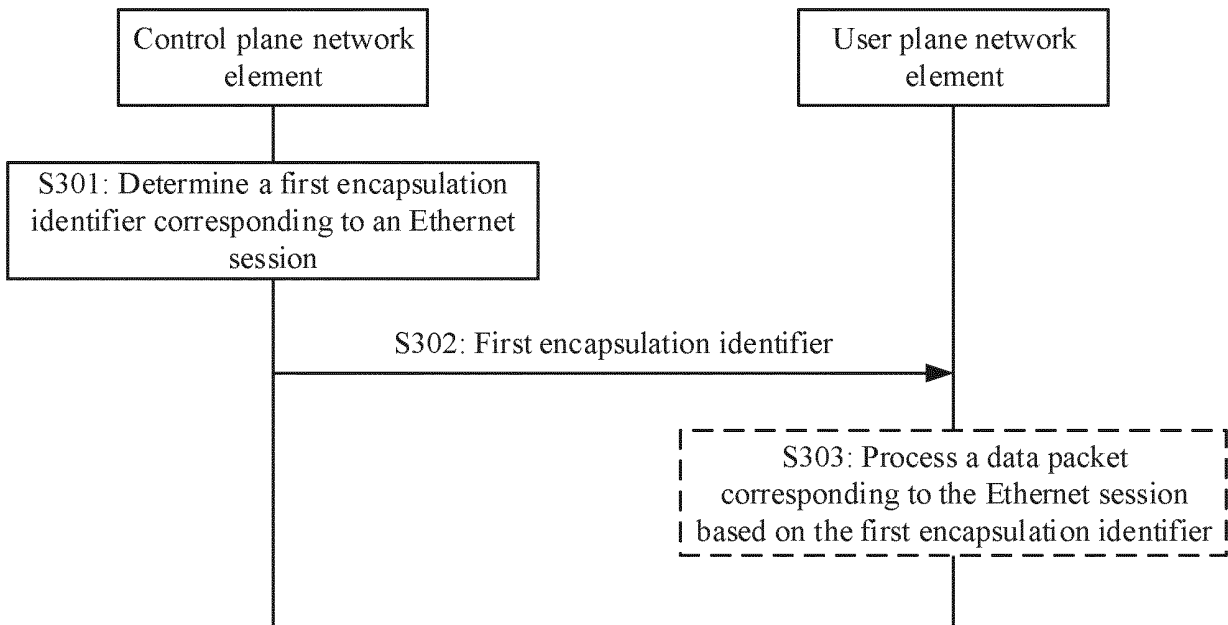 Control plane network
element
User plane network
element
S301: Determine a first encapsulation
identifier corresponding to an Ethernet
session
S302: First encapsulation identifier
S303: Process a data packet
corresponding to the Ethernet session
based on the first encapsulation identifier